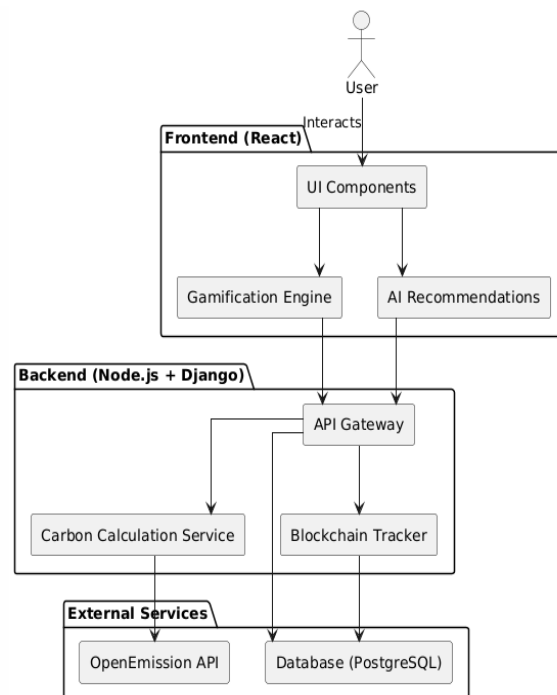 User
Interacts
Frontend (React)
UI Components
Gamification Engine
AI Recommendations
Backend (Node.js + Django)
API Gateway
Carbon Calculation Service
Blockchain Tracker
External Services
OpenEmission API
Database (PostgreSQL)